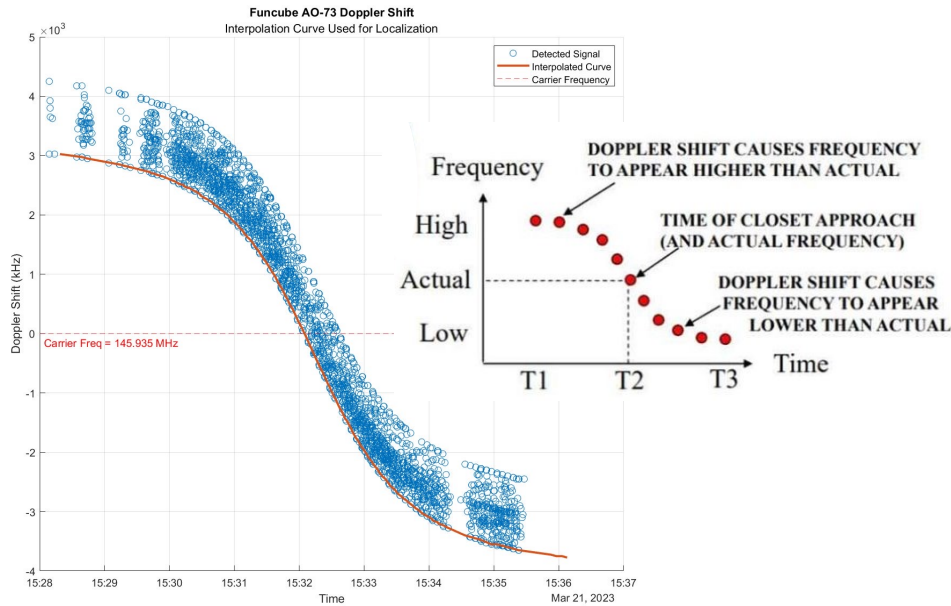 Funcube AO-73 Doppler Shift
Interpolation Curve Used for Localization
×10³
Detected Signal
Interpolated Curve
Carrier Frequency
5
4
3
2
1
0
-1
-2
-3
-4
Doppler Shift (kHz)
Carrier Freq = 145.935 MHz
15:28 15:29 15:30 15:31 15:32 15:33 15:34 15:35 15:36 15:37
Time
Mar 21, 2023
Frequency
High
Actual
Low
DOPPLER SHIFT CAUSES FREQUENCY
TO APPEAR HIGHER THAN ACTUAL
TIME OF CLOSET APPROACH
(AND ACTUAL FREQUENCY)
DOPPLER SHIFT CAUSES
FREQUENCY TO APPEAR
LOWER THAN ACTUAL
T1 T2 T3
Time